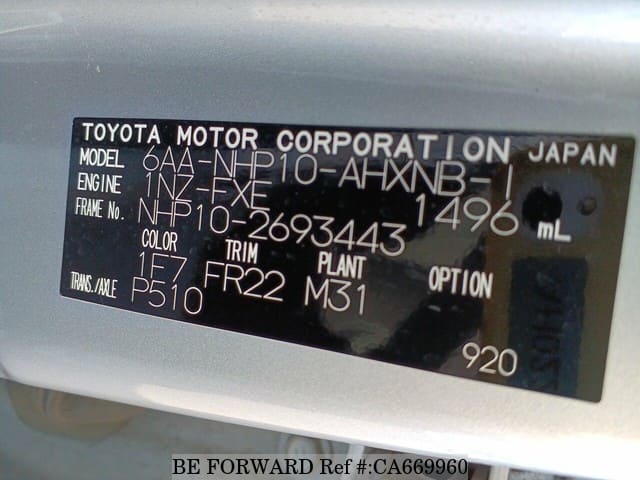 TOYOTA MOTOR CORPORATION JAPAN
MODEL 6AA-NHP10-AHXNB-1
ENGINE 1NZ-FXE 1496 mL
FRAME No. NHP10-2693443
COLOR TRIM PLANT OPTION
1F7 FR22 M31
TRANS./AXLE P510
920
BE FORWARD Ref #:CA669960